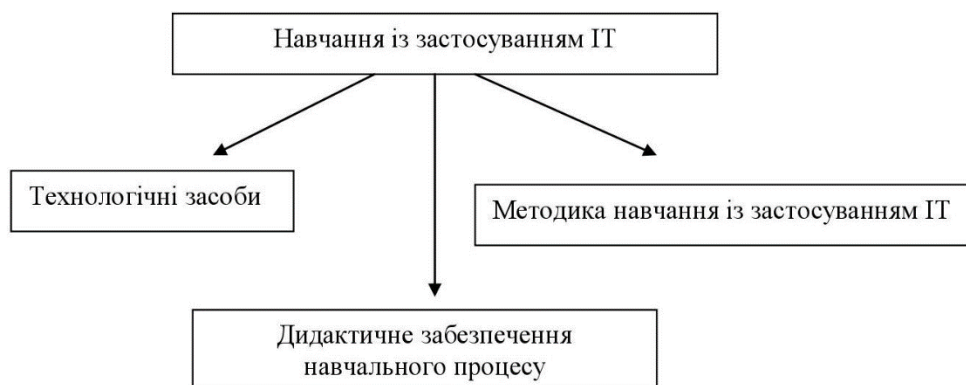 Навчання із застосуванням ІТ
Технологічні засоби
Методика навчання із застосуванням ІТ
Дидактичне забезпечення
навчального процесу